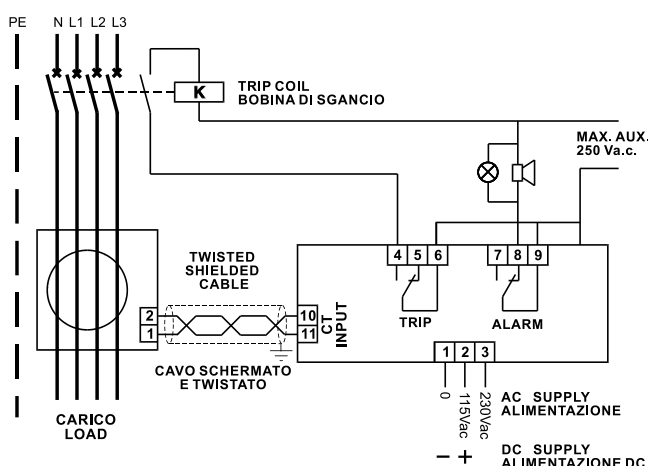 PE N L1 L2 L3
K
TRIP COIL
BOBINA DI SGANCIO
MAX. AUX.
250 Va.c.
4 5 6
7 8 9
TRIP
ALARM
TWISTED
SHIELDED
CABLE
2
1
10
11
CT
INPUT
CAVO SCHERMATO
E TWISTATO
1 2 3
0
115Vac
230Vac
AC SUPPLY
ALIMENTAZIONE
CARICO
LOAD
− +
DC SUPPLY
ALIMENTAZIONE DC